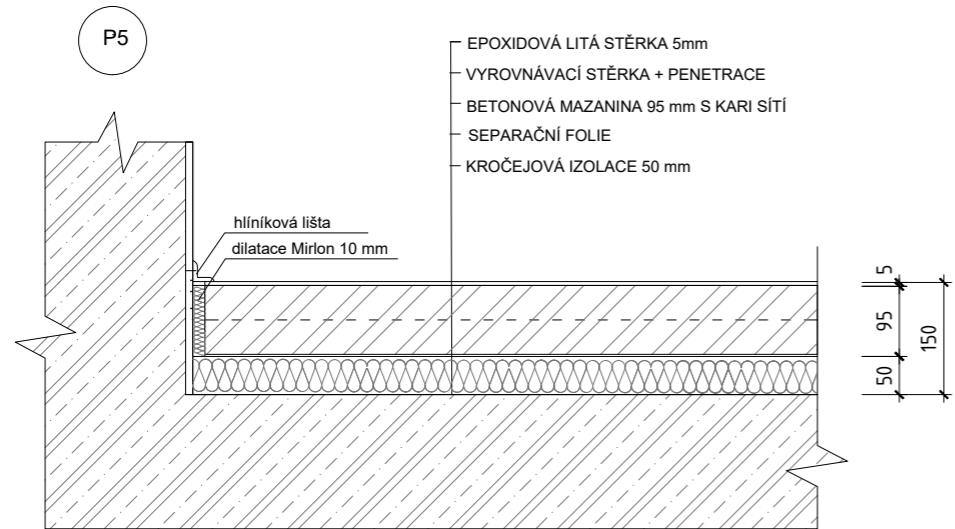 P5
EPOXIDOVÁ LITÁ STĚRKA 5mm
VYROVNÁVACÍ STĚRKA + PENETRACE
BETONOVÁ MAZANINA 95 mm S KARI SÍTÍ
SEPARAČNÍ FOLIE
KROČEJOVÁ IZOLACE 50 mm
hliníková lišta
dilatace Mirlon 10 mm
5
95
50
150